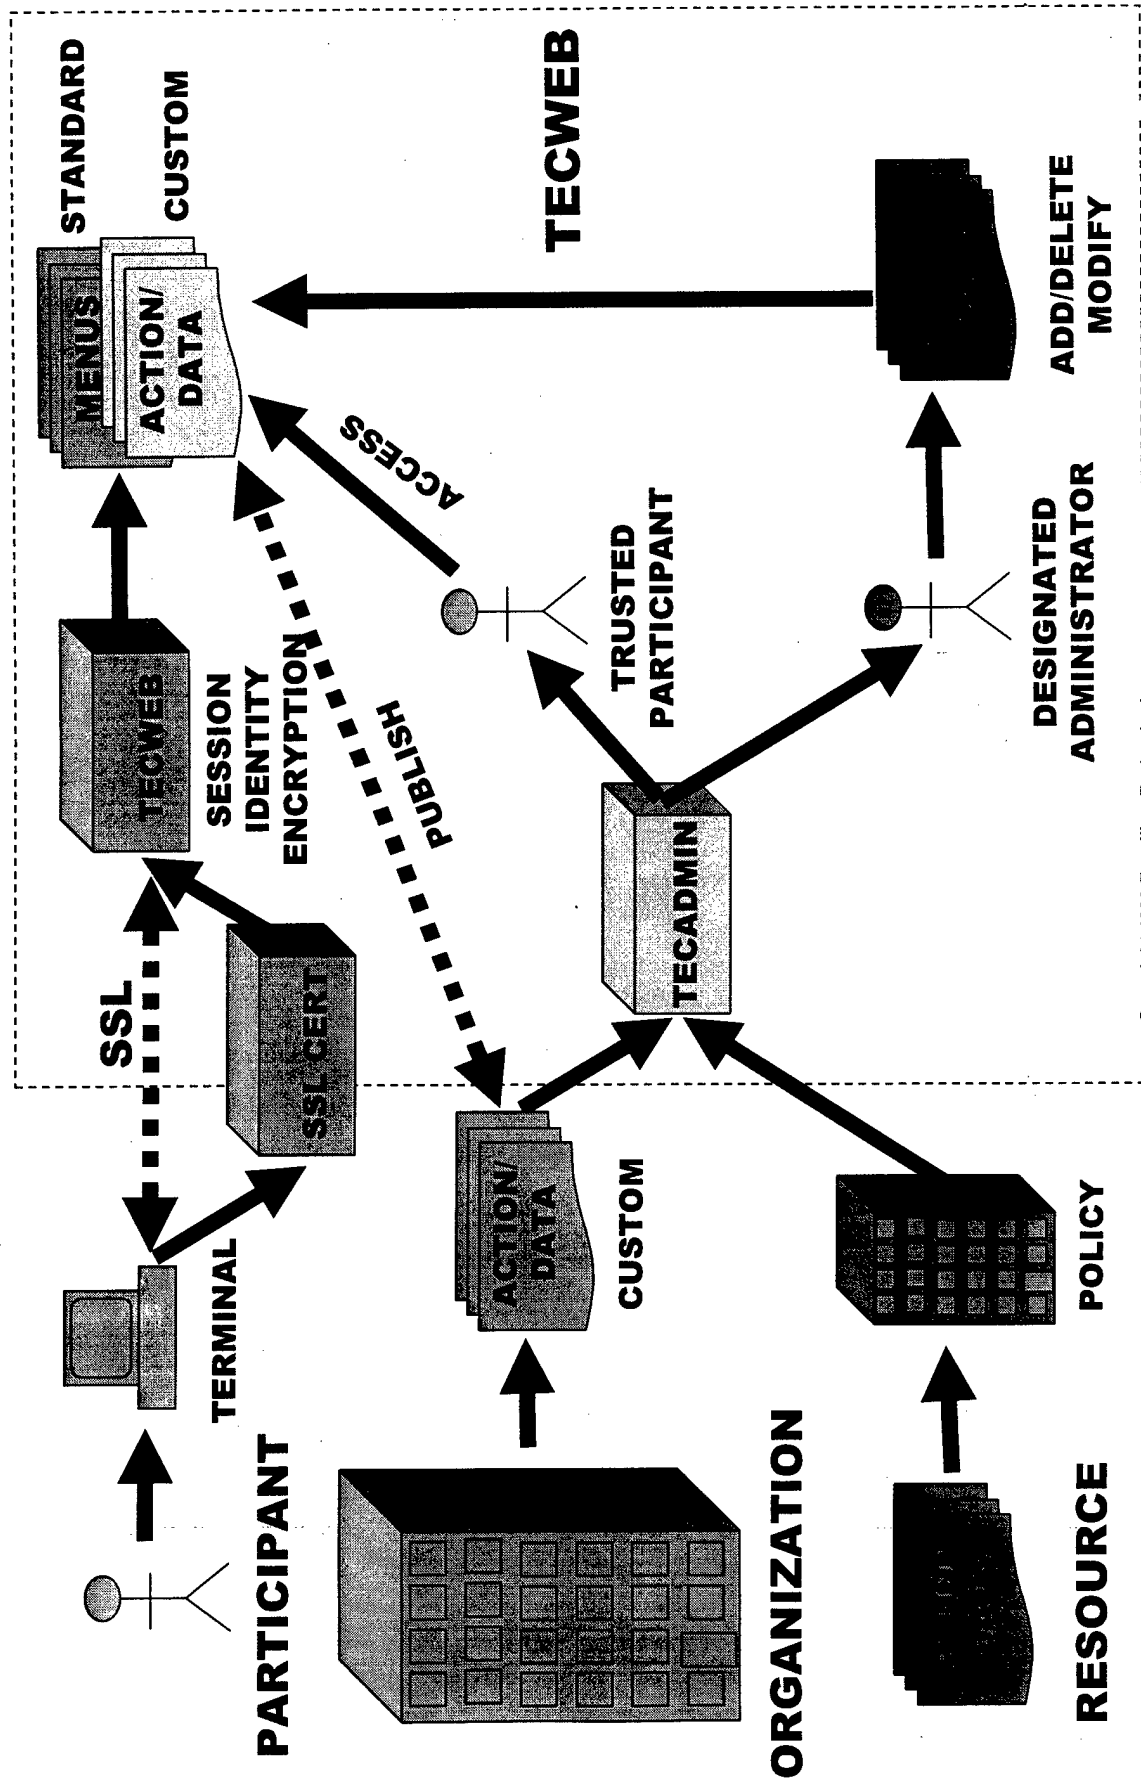 PARTICIPANT
TERMINAL
SSL
SSL CERT
TECWEB
SESSION
IDENTITY
ENCRYPTION
MENUS
ACTION/
DATA
STANDARD
CUSTOM
ORGANIZATION
ACTION/
DATA
CUSTOM
PUBLISH
TECADMIN
TRUSTED
PARTICIPANT
ACCESS
TECWEB
RESOURCE
POLICY
DESIGNATED
ADMINISTRATOR
ADD/DELETE
MODIFY